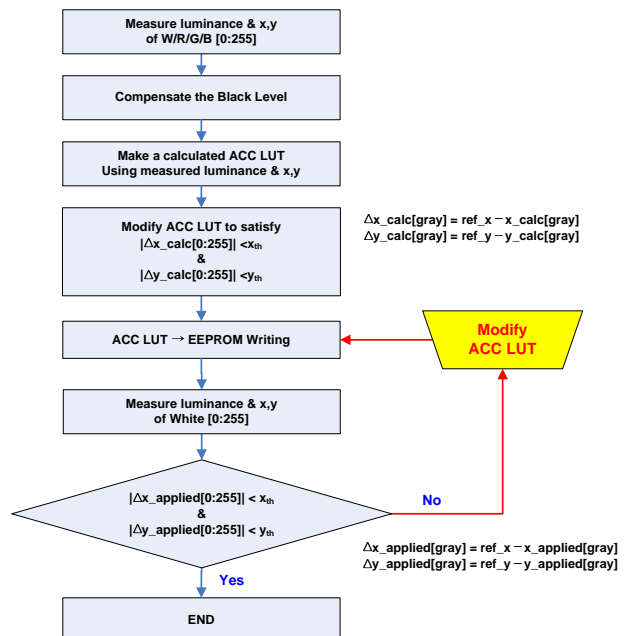 Measure luminance & x,y
of W/R/G/B [0:255]
Compensate the Black Level
Make a calculated ACC LUT
Using measured luminance & x,y
Modify ACC LUT to satisfy
|Δx_calc[0:255]| <xth
&
|Δy_calc[0:255]| <yth
Δx_calc[gray] = ref_x − x_calc[gray]
Δy_calc[gray] = ref_y − y_calc[gray]
ACC LUT → EEPROM Writing
Modify
ACC LUT
Measure luminance & x,y
of White [0:255]
|Δx_applied[0:255]| < xth
&
|Δy_applied[0:255]| < yth
No
Δx_applied[gray] = ref_x − x_applied[gray]
Δy_applied[gray] = ref_y − y_applied[gray]
Yes
END